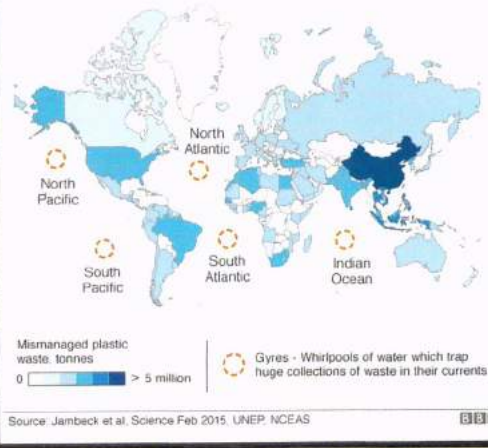 North
Atlantic
North
Pacific
South
Pacific
South
Atlantic
Indian
Ocean
Mismanaged plastic
waste, tonnes
0 > 5 million
Gyres - Whirlpools of water which trap
huge collections of waste in their currents
Source: Jambeck et al, Science Feb 2015, UNEP, NCEAS
BB